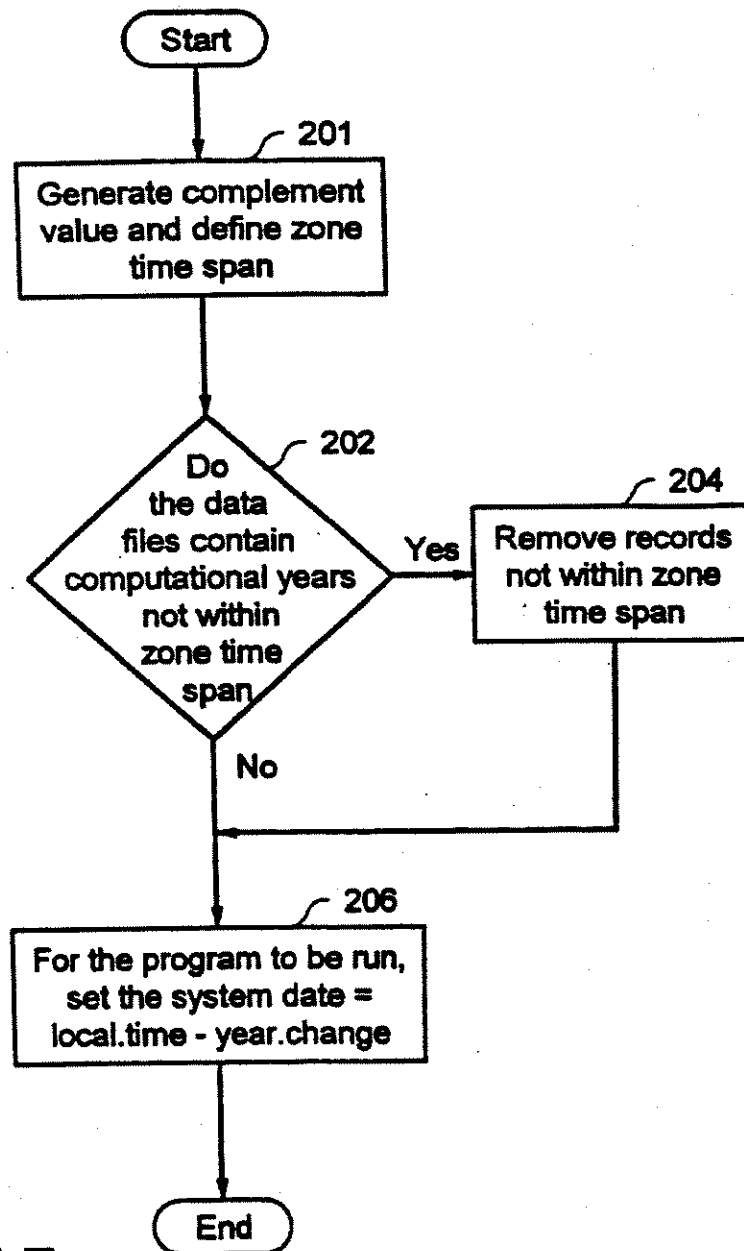 Start
201
Generate complement
value and define zone
time span
202
Do
the data
files contain
computational years
not within
zone time
span
Yes
204
Remove records
not within zone
time span
No
206
For the program to be run,
set the system date =
local.time - year.change
End